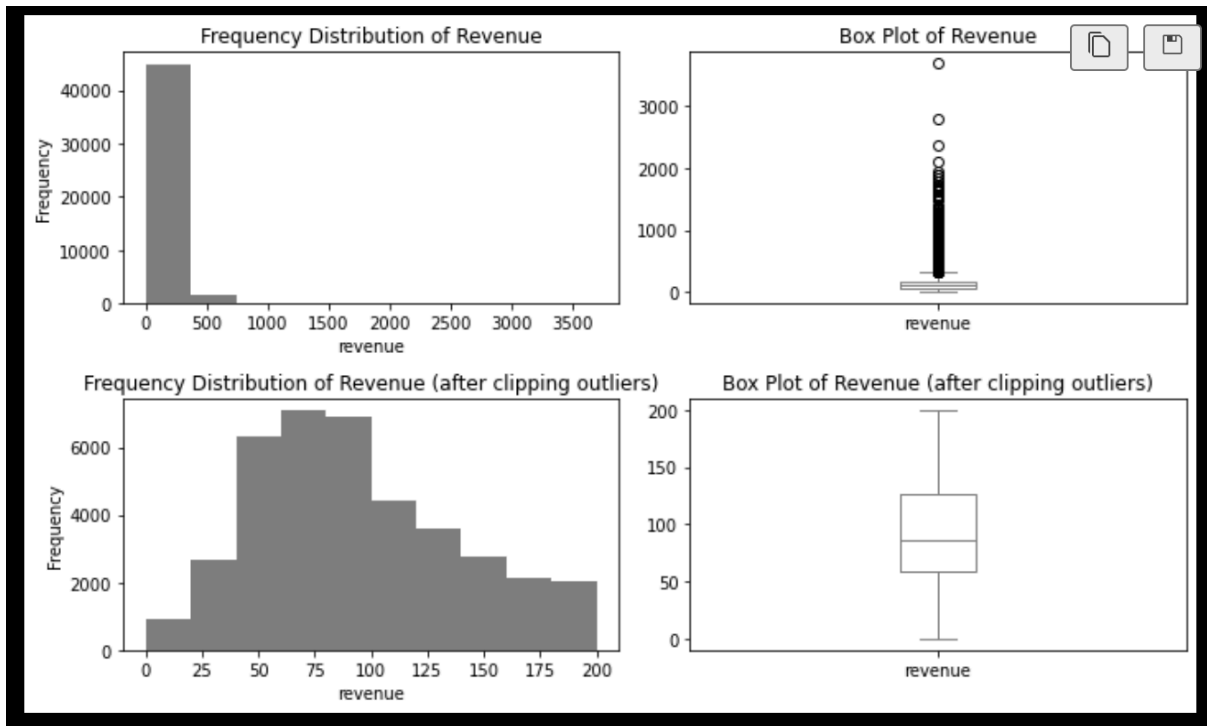 Frequency Distribution of Revenue
Frequency
40000
30000
20000
10000
0
0 500 1000 1500 2000 2500 3000 3500
revenue
Box Plot of Revenue
3000
2000
1000
0
revenue
Frequency Distribution of Revenue (after clipping outliers)
Frequency
6000
4000
2000
0
0 25 50 75 100 125 150 175 200
revenue
Box Plot of Revenue (after clipping outliers)
200
150
100
50
0
revenue